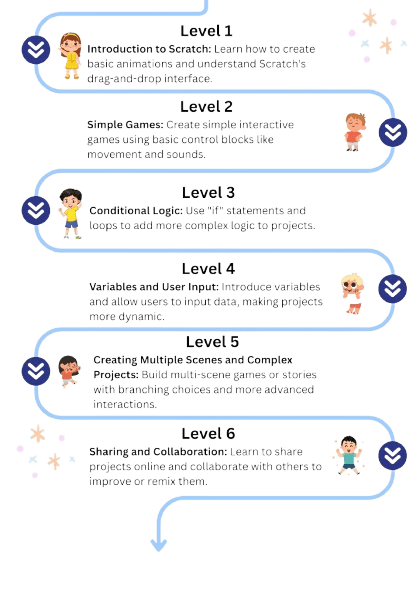 Level 1
Introduction to Scratch: Learn how to create
basic animations and understand Scratch's
drag-and-drop interface.
Level 2
Simple Games: Create simple interactive
games using basic control blocks like
movement and sounds.
Level 3
Conditional Logic: Use "if" statements and
loops to add more complex logic to projects.
Level 4
Variables and User Input: Introduce variables
and allow users to input data, making projects
more dynamic.
Level 5
Creating Multiple Scenes and Complex
Projects: Build multi-scene games or stories
with branching choices and more advanced
interactions.
Level 6
Sharing and Collaboration: Learn to share
projects online and collaborate with others to
improve or remix them.